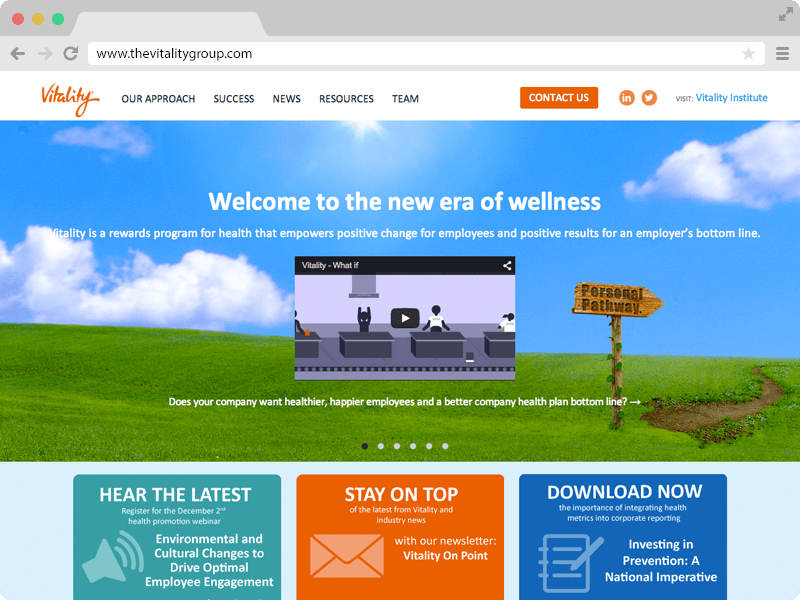 www.thevitalitygroup.com
Vitality
OUR APPROACH SUCCESS NEWS RESOURCES TEAM CONTACT US in VISIT: Vitality Institute
Welcome to the new era of wellness
Vitality is a rewards program for health that empowers positive change for employees and positive results for an employer's bottom line.
Vitality - What if
Personal
Pathway.
Does your company want healthier, happier employees and a better company health plan bottom line? →
HEAR THE LATEST
Register for the December 2nd
health promotion webinar
Environmental and
Cultural Changes to
Drive Optimal
Employee Engagement
STAY ON TOP
of the latest from Vitality and
industry news
with our newsletter:
Vitality On Point
DOWNLOAD NOW
the importance of integrating health
metrics into corporate reporting
Investing in
Prevention: A
National Imperative